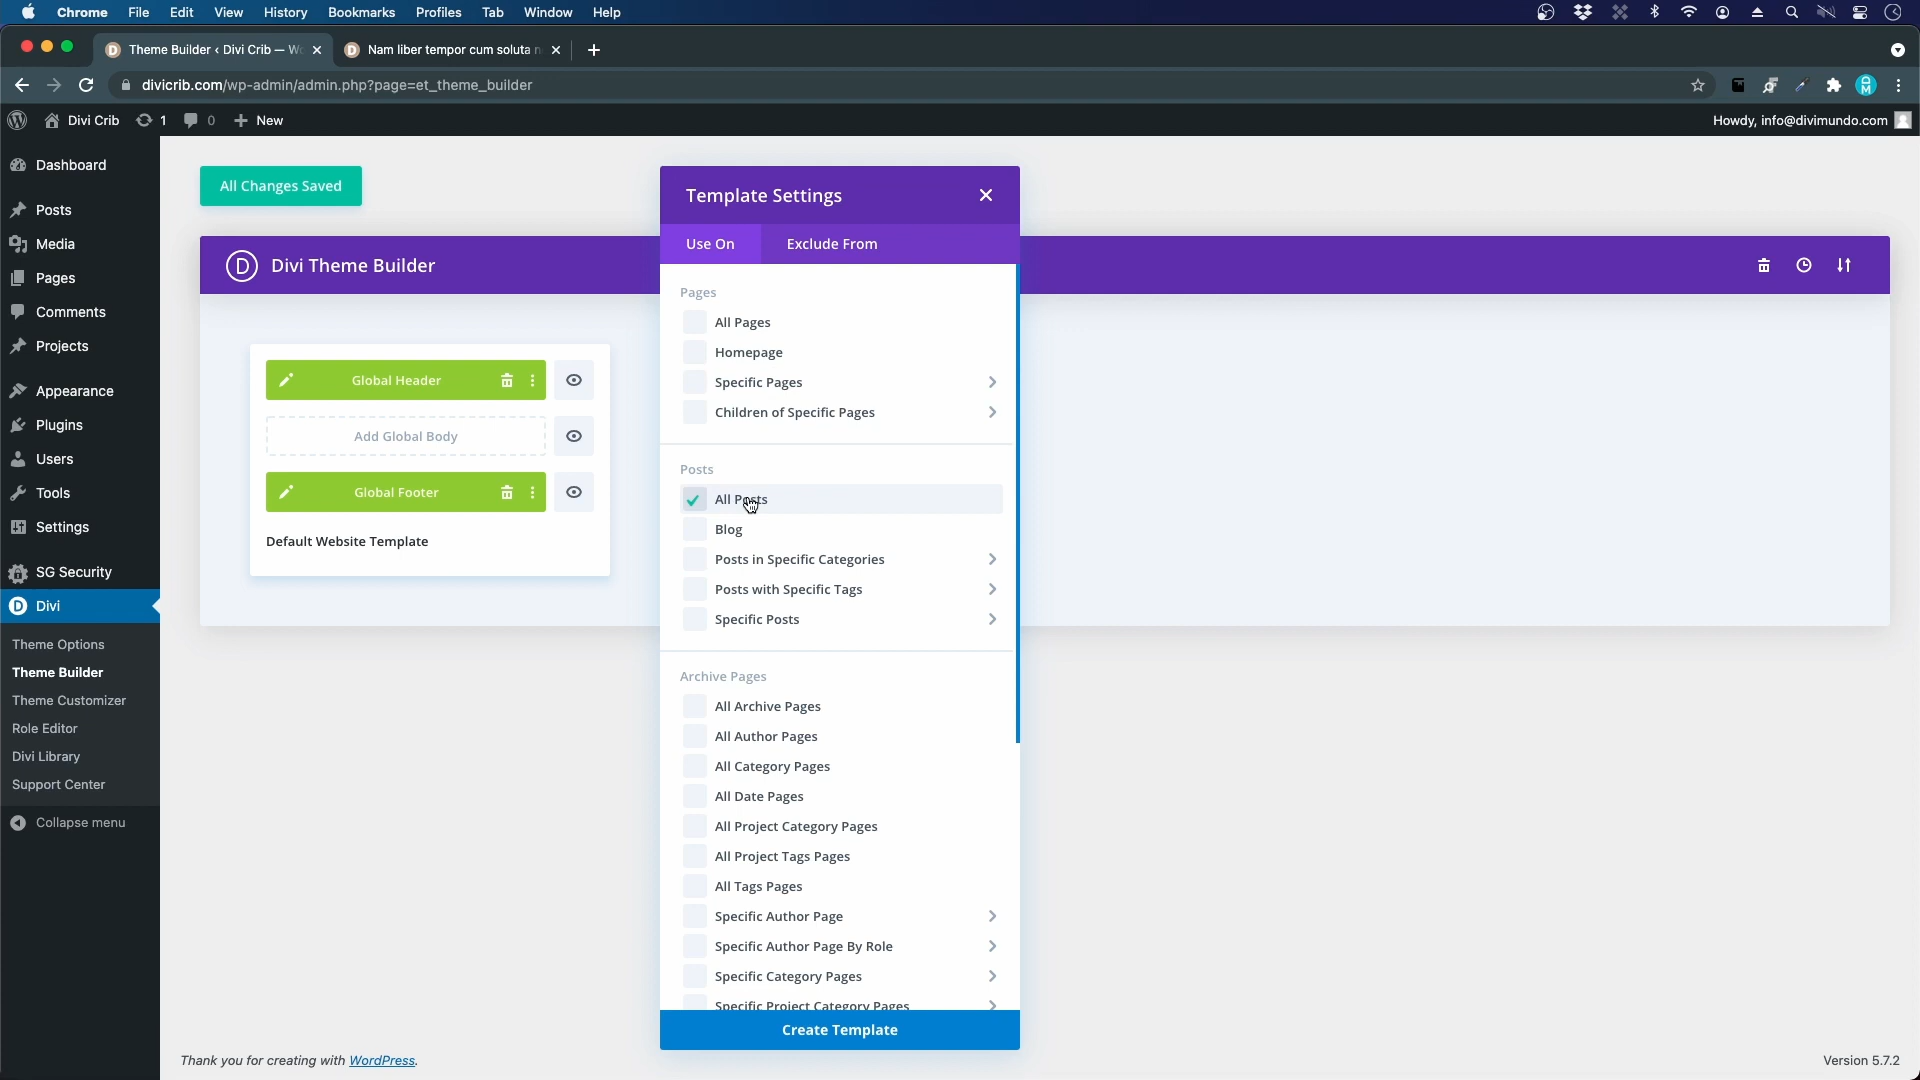 Chrome File Edit View History Bookmarks Profiles Tab Window Help
Theme Builder ‹ Divi Crib — W
Nam liber tempor cum soluta n
divicrib.com/wp-admin/admin.php?page=et_theme_builder
Divi Crib 1 0 New
Howdy, info@divimundo.com
Dashboard
Posts
Media
Pages
Comments
Projects
Appearance
Plugins
Users
Tools
Settings
SG Security
Divi
Theme Options
Theme Builder
Theme Customizer
Role Editor
Divi Library
Support Center
Collapse menu
All Changes Saved
D Divi Theme Builder
Global Header
Add Global Body
Global Footer
Default Website Template
Template Settings
Use On Exclude From
Pages
All Pages
Homepage
Specific Pages
Children of Specific Pages
Posts
All Posts
Blog
Posts in Specific Categories
Posts with Specific Tags
Specific Posts
Archive Pages
All Archive Pages
All Author Pages
All Category Pages
All Date Pages
All Project Category Pages
All Project Tags Pages
All Tags Pages
Specific Author Page
Specific Author Page By Role
Specific Category Pages
Specific Project Category Pages
Create Template
Thank you for creating with WordPress.
Version 5.7.2